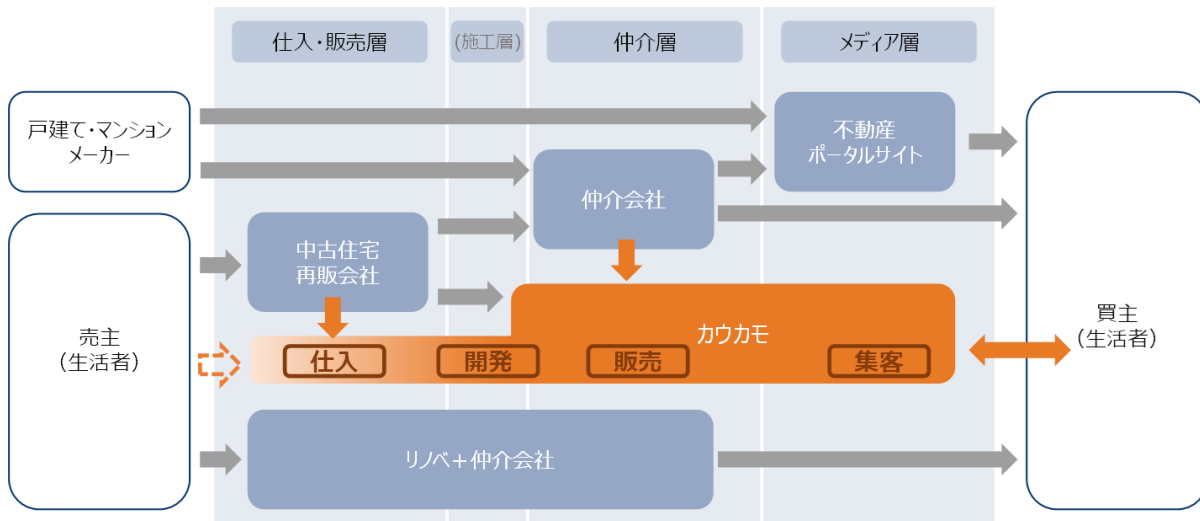 仕入・販売層
(施工層)
仲介層
メディア層
戸建て・マンション
メーカー
不動産
ポータルサイト
仲介会社
中古住宅
再販会社
売主
(生活者)
カウカモ
仕入
開発
販売
集客
買主
(生活者)
リノベ+仲介会社